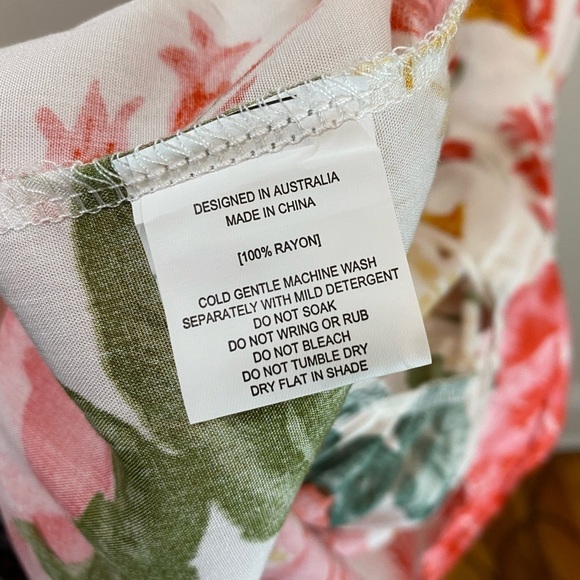 DESIGNED IN AUSTRALIA
MADE IN CHINA
[100% RAYON]
COLD GENTLE MACHINE WASH
SEPARATELY WITH MILD DETERGENT
DO NOT SOAK
DO NOT WRING OR RUB
DO NOT BLEACH
DO NOT TUMBLE DRY
DRY FLAT IN SHADE